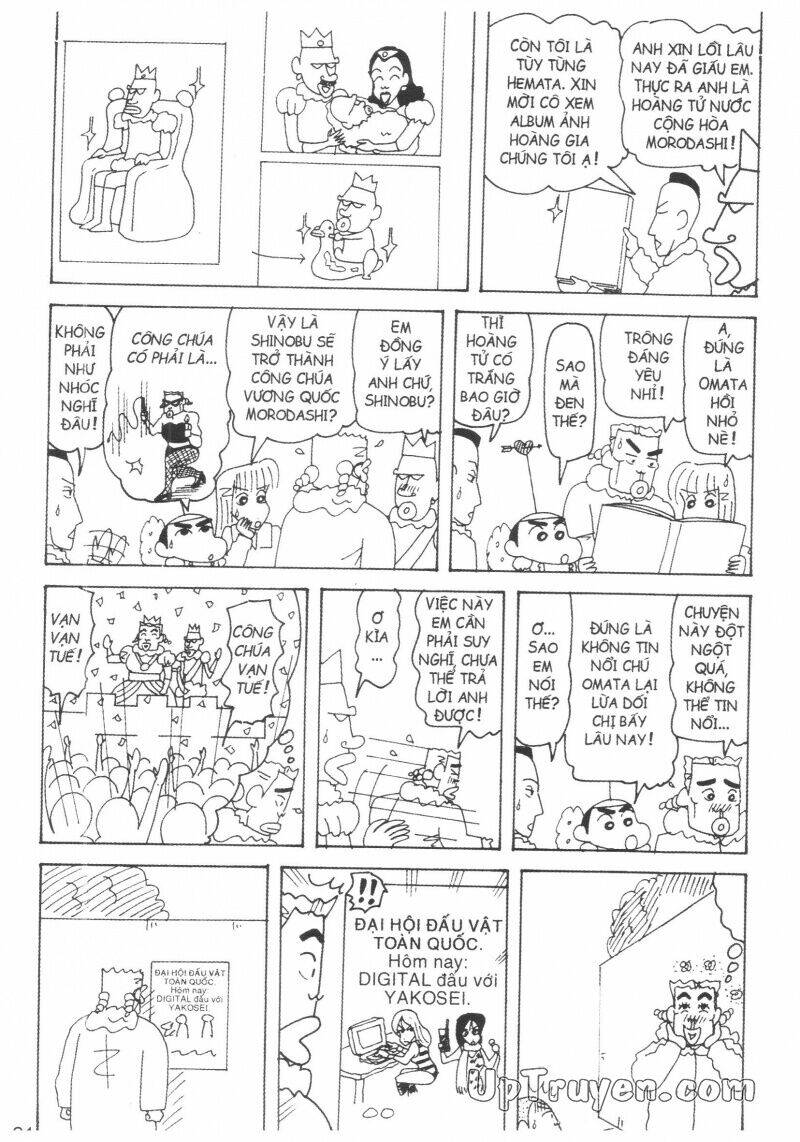 ANH XIN LỖI LÂU
NAY ĐÃ GIẤU EM.
THỰC RA ANH LÀ
HOÀNG TỬ NƯỚC
CỘNG HÒA
MORODASHI!
CÒN TÔI LÀ
TÙY TÙNG
HEMATA. XIN
MỜI CÔ XEM
ALBUM ẢNH
HOÀNG GIA
CHÚNG TÔI Ạ!
A,
ĐÚNG
LÀ
OMATA
HỒI
NHỎ
NÈ!
TRÔNG
ĐÁNG
YÊU
NHỈ!
SAO
MÀ
ĐEN
THẾ?
THÌ
HOÀNG
TỬ CÓ
TRẮNG
BAO GIỜ
ĐÂU?
EM
ĐỒNG
Ý LẤY
ANH CHỨ,
SHINOBU?
VẬY LÀ
SHINOBU SẼ
TRỞ THÀNH
CÔNG CHÚA
VƯƠNG QUỐC
MORODASHI?
CÔNG CHÚA
CÓ PHẢI LÀ...
KHÔNG
PHẢI
NHƯ
NHÓC
NGHĨ
ĐÂU!
CHUYỆN
NÀY ĐỘT
NGỘT
QUÁ,
KHÔNG
THỂ TIN
NỔI...
ĐÚNG LÀ
KHÔNG TIN
NỔI CHÚ
OMATA LẠI
LỪA DỐI
CHỊ BẤY
LÂU NAY!
Ơ...
SAO
EM
NÓI
THẾ?
VIỆC NÀY
EM CẦN
PHẢI SUY
NGHĨ, CHƯA
THỂ TRẢ
LỜI ANH
ĐƯỢC!
Ơ
KÌA
...
CÔNG
CHÚA
VẠN
TUẾ!
VẠN
VẠN
TUẾ!
!!
ĐẠI HỘI ĐẤU VẬT
TOÀN QUỐC.
Hôm nay:
DIGITAL đấu với
YAKOSEI.
ĐẠI HỘI ĐẤU VẬT
TOÀN QUỐC.
Hôm nay:
DIGITAL đấu với
YAKOSEI.
UpTruyen.com